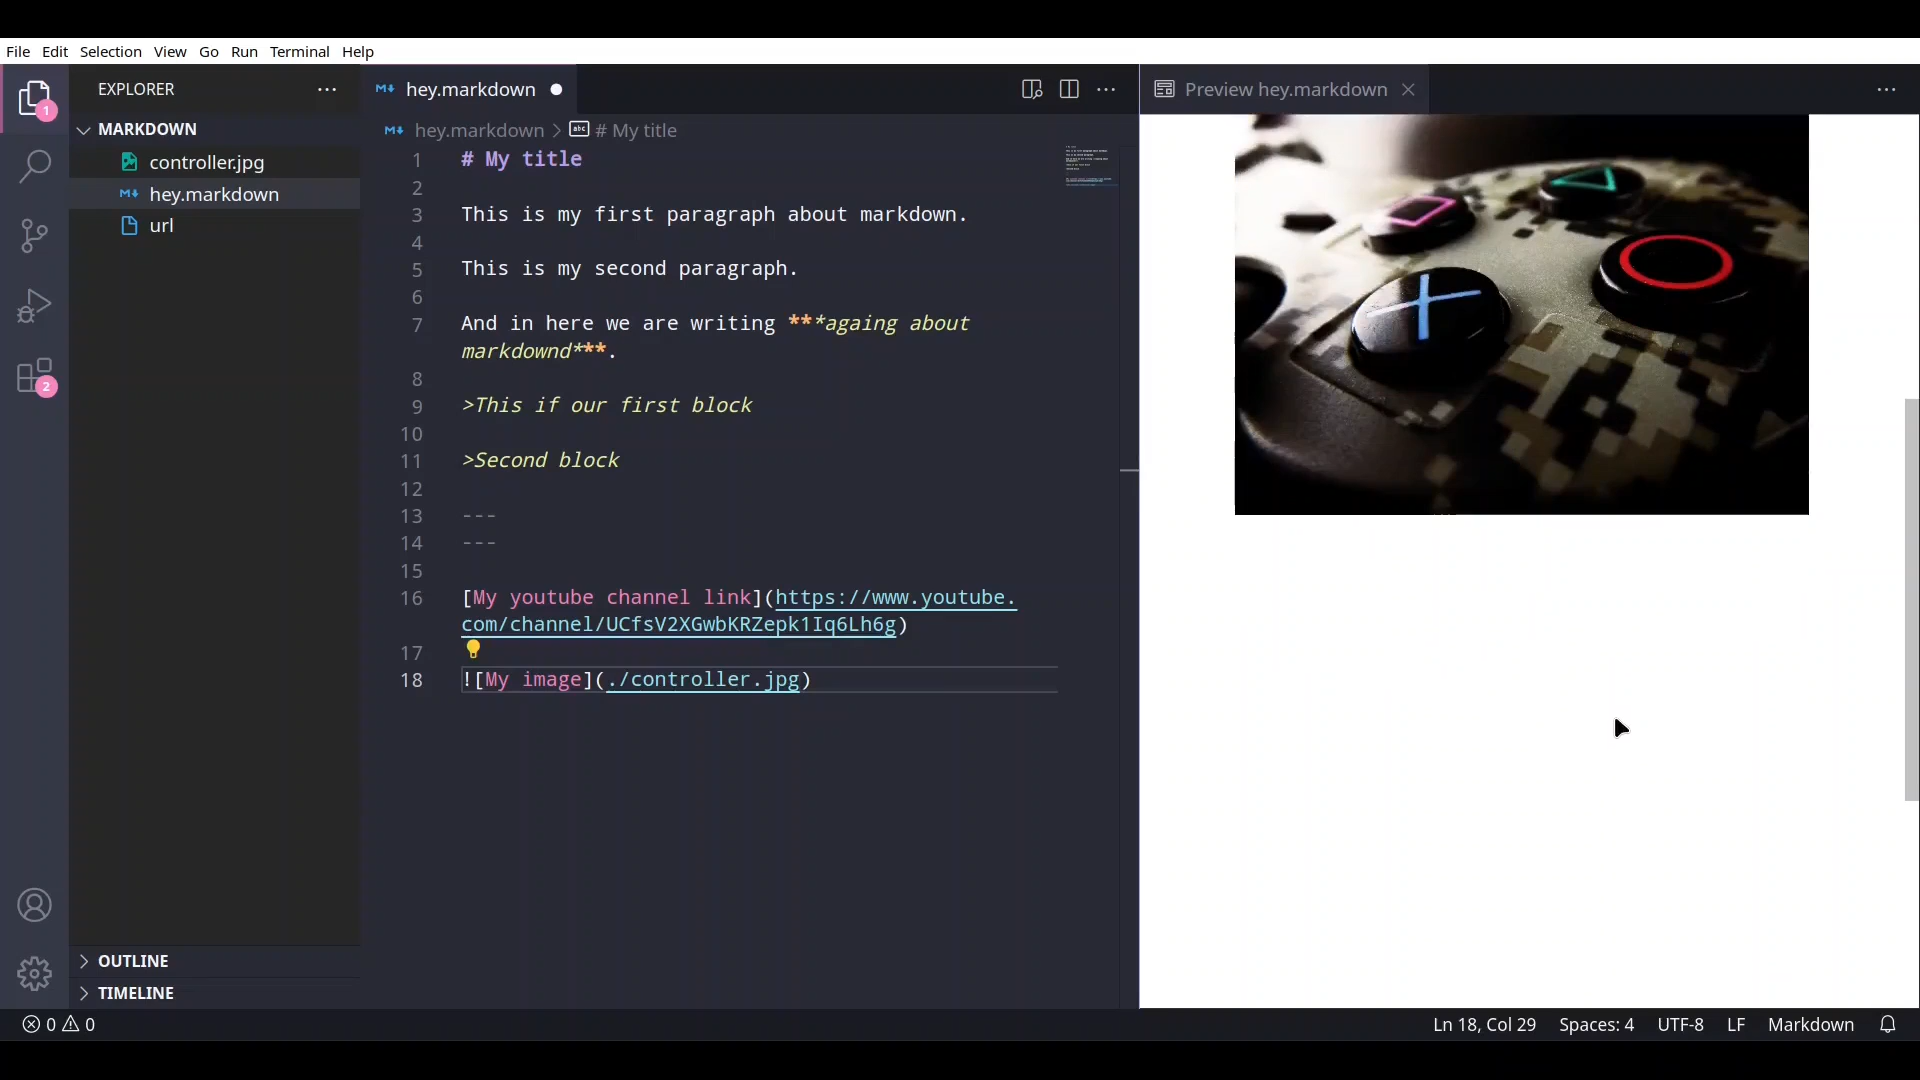 File Edit Selection View Go Run Terminal Help
EXPLORER
1
MARKDOWN
controller.jpg
hey.markdown
url
2
OUTLINE
TIMELINE
hey.markdown
hey.markdown > abc # My title
1 # My title
2
3 This is my first paragraph about markdown.
4
5 This is my second paragraph.
6
7 And in here we are writing ***againg about
markdownd***.
8
9 >This if our first block
10
11 >Second block
12
13 ---
14 ---
15
16 [My youtube channel link](https://www.youtube.
com/channel/UCfsV2XGwbKRZepk1Iq6Lh6g)
17
18 ![My image](./controller.jpg)
Preview hey.markdown
0 0
Ln 18, Col 29 Spaces: 4 UTF-8 LF Markdown